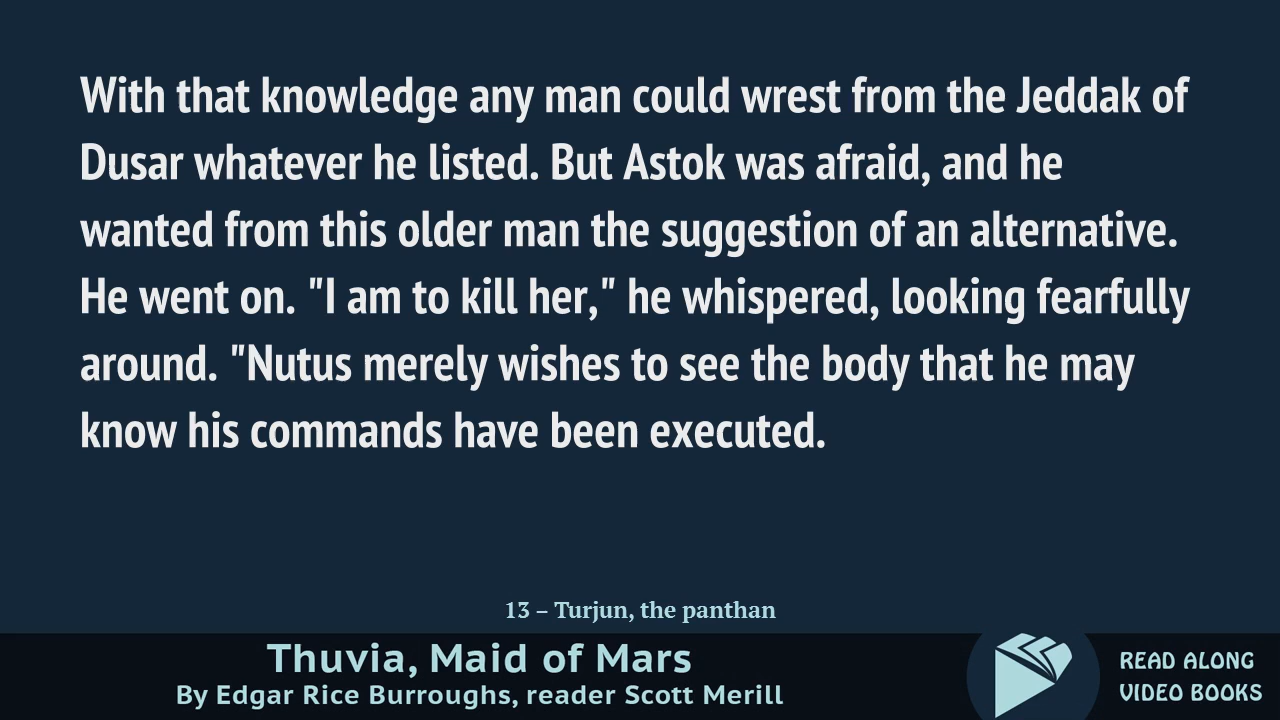 With that knowledge any man could wrest from the Jeddak of
Dusar whatever he listed. But Astok was afraid, and he
wanted from this older man the suggestion of an alternative.
He went on. "I am to kill her," he whispered, looking fearfully
around. "Nutus merely wishes to see the body that he may
know his commands have been executed.
13 – Turjun, the panthan
Thuvia, Maid of Mars
By Edgar Rice Burroughs, reader Scott Merill
READ ALONG
VIDEO BOOKS